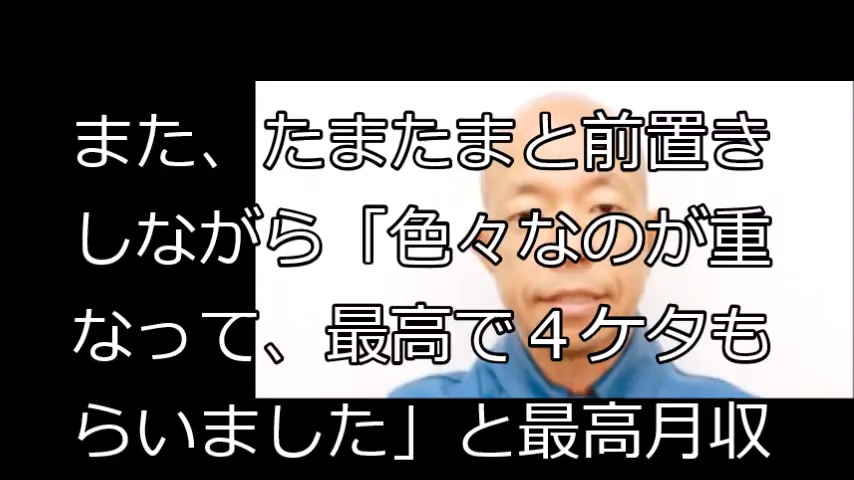 また、たまたまと前置き
しながら「色々なのが重
なって、最高で４ケタも
らいました」と最高月収